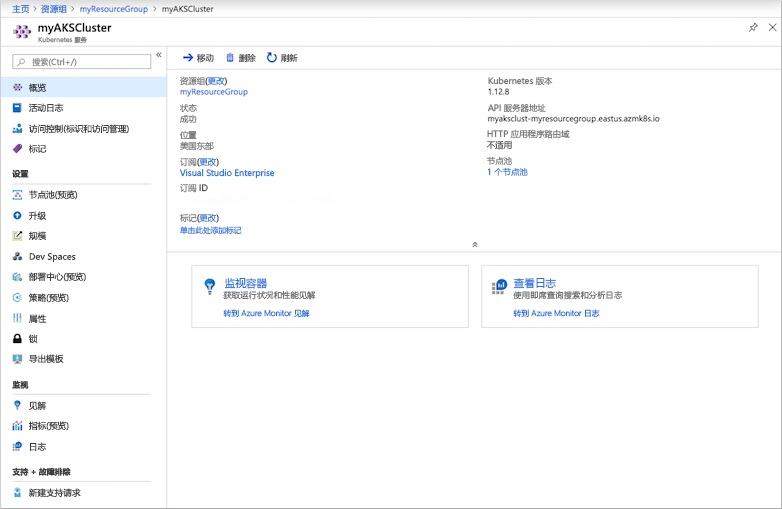 主页 > 资源组 > myResourceGroup > myAKSCluster
myAKSCluster
Kubernetes 服务
搜索(Ctrl+/)
概览
活动日志
访问控制(标识和访问管理)
标记
设置
节点池(预览)
升级
规模
Dev Spaces
部署中心(预览)
策略(预览)
属性
锁
导出模板
监视
见解
指标(预览)
日志
支持 + 故障排除
新建支持请求
移动 删除 刷新
资源组(更改)
myResourceGroup
状态
成功
位置
美国东部
订阅(更改)
Visual Studio Enterprise
订阅 ID
标记(更改)
单击此处添加标记
Kubernetes 版本
1.12.8
API 服务器地址
myaksclust-myresourcegroup.eastus.azmk8s.io
HTTP 应用程序路由域
不适用
节点池
1 个节点池
监视容器
获取运行状况和性能见解
转到 Azure Monitor 见解
查看日志
使用即席查询搜索和分析日志
转到 Azure Monitor 日志